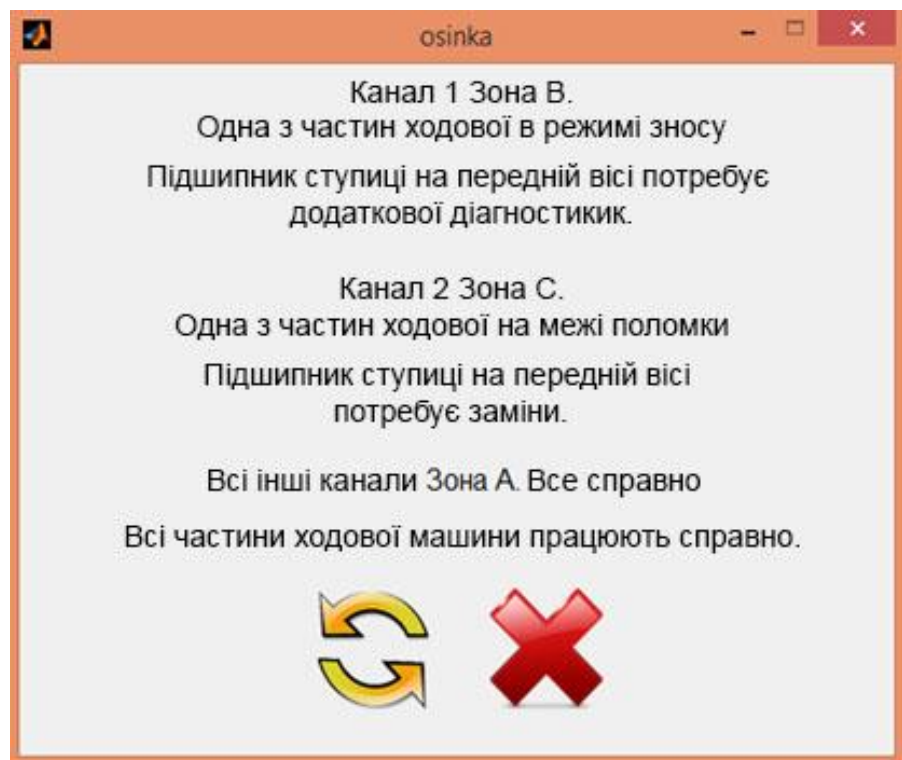 osinka
Канал 1 Зона В.
Одна з частин ходової в режимі зносу
Підшипник ступиці на передній вісі потребує
додаткової діагностикик.
Канал 2 Зона С.
Одна з частин ходової на межі поломки
Підшипник ступиці на передній вісі
потребує заміни.
Всі інші канали Зона А. Все справно
Всі частини ходової машини працюють справно.